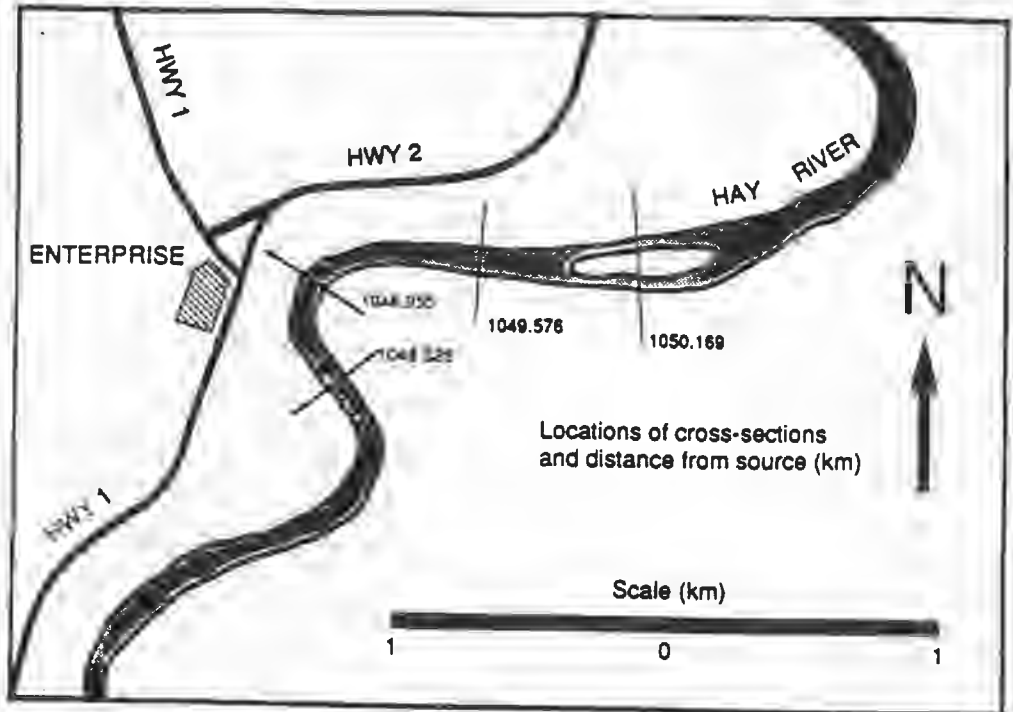 HWY 1
HWY 2
HAY RIVER
ENTERPRISE
1049.576
1050.169
N
Locations of cross-sections
and distance from source (km)
HWY 1
Scale (km)
1 0 1